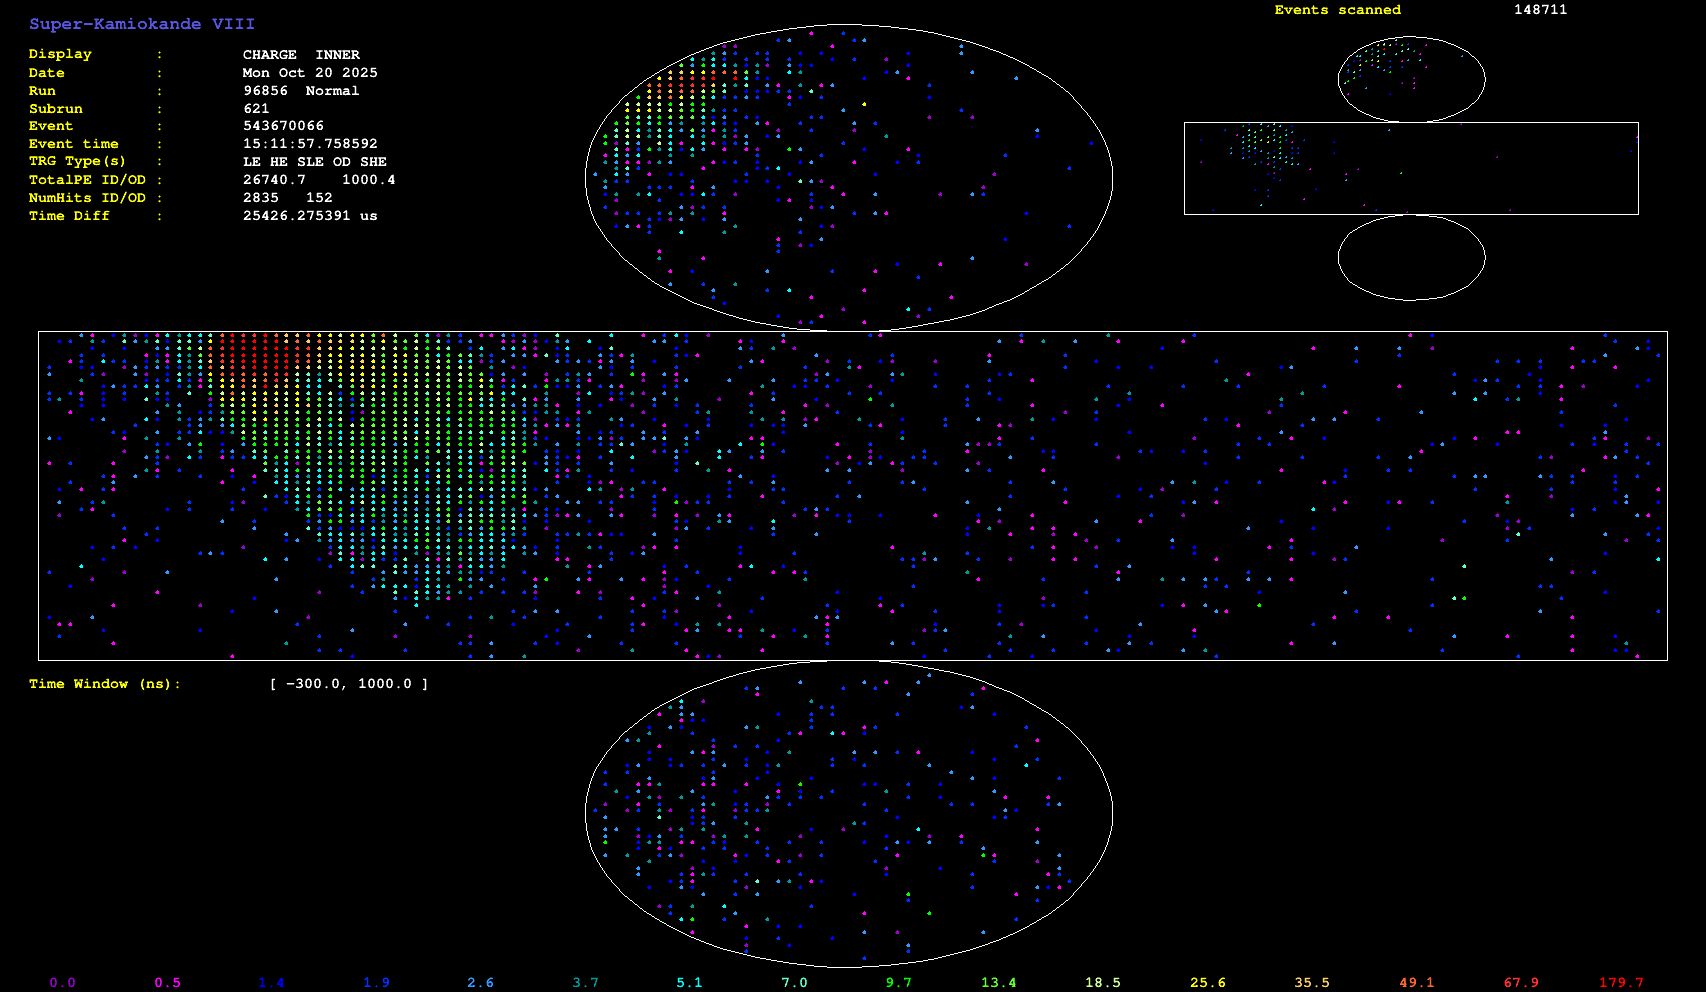 Super-Kamiokande VIII
Events scanned 148711
Display : CHARGE INNER
Date : Mon Oct 20 2025
Run : 96856 Normal
Subrun : 621
Event : 543670066
Event time : 15:11:57.758592
TRG Type(s) : LE HE SLE OD SHE
TotalPE ID/OD : 26740.7 1000.4
NumHits ID/OD : 2835 152
Time Diff : 25426.275391 us
Time Window (ns): [ -300.0, 1000.0 ]
0.0 0.5 1.4 1.9 2.6 3.7 5.1 7.0 9.7 13.4 18.5 25.6 35.5 49.1 67.9 179.7